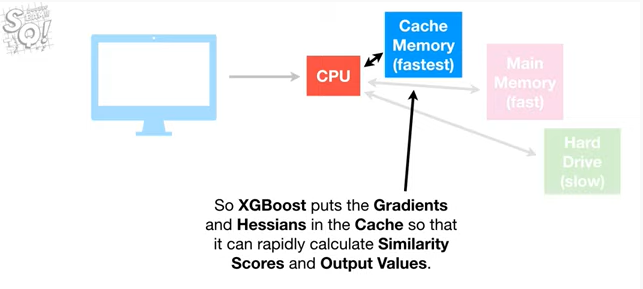 SQ!
Cache
Memory
(fastest)
CPU
Main
Memory
(fast)
Hard
Drive
(slow)
So XGBoost puts the Gradients
and Hessians in the Cache so that
it can rapidly calculate Similarity
Scores and Output Values.